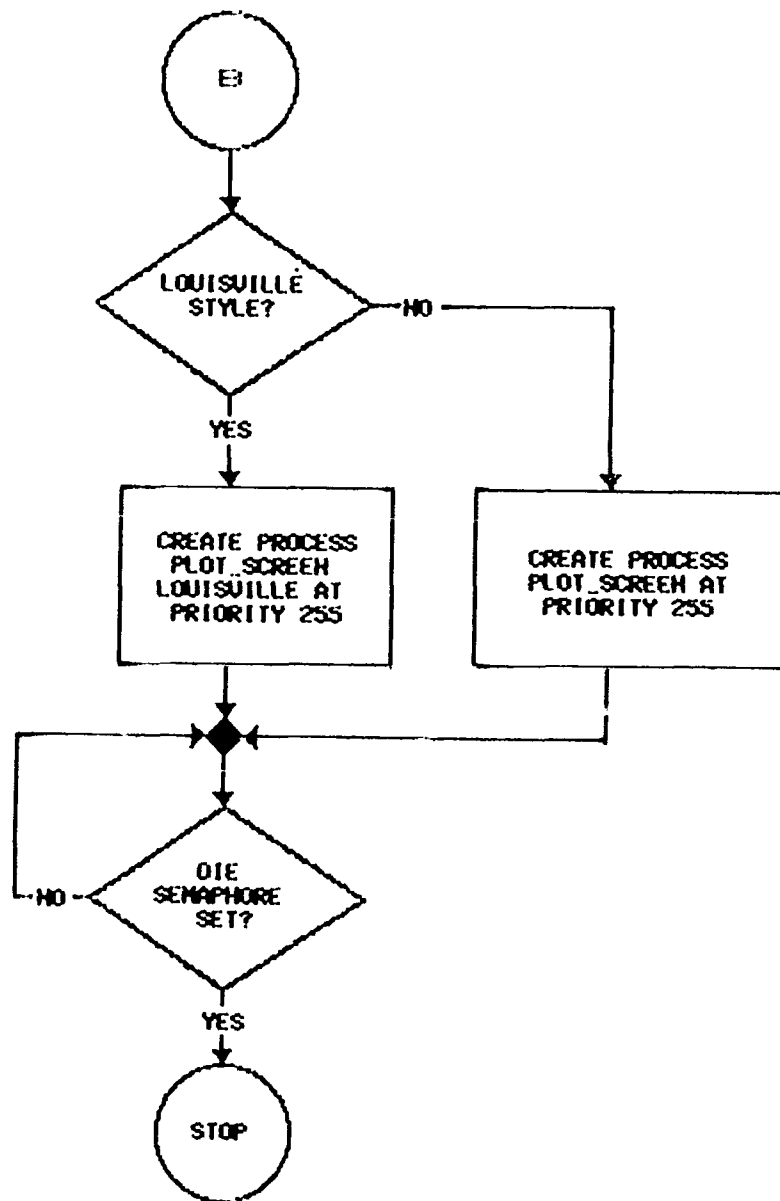 LOUISVILLE
STYLE?
NO
YES
CREATE PROCESS
PLOT_SCREEN
LOUISVILLE AT
PRIORITY 255
CREATE PROCESS
PLOT_SCREEN AT
PRIORITY 255
DIE
SEMAPHORE
SET?
NO
YES
STOP